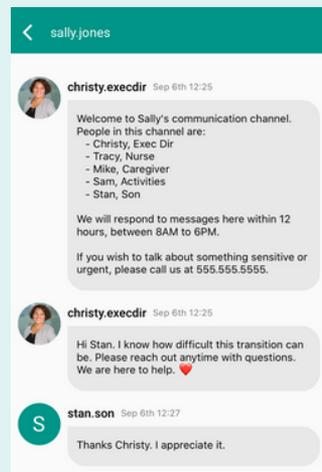 sally.jones
christy.execdir Sep 6th 12:25
Welcome to Sally's communication channel.
People in this channel are:
- Christy, Exec Dir
- Tracy, Nurse
- Mike, Caregiver
- Sam, Activities
- Stan, Son
We will respond to messages here within 12
hours, between 8AM to 6PM.
If you wish to talk about something sensitive or
urgent, please call us at 555.555.5555.
christy.execdir Sep 6th 12:25
Hi Stan. I know how difficult this transition can
be. Please reach out anytime with questions.
We are here to help. ❤️
S
stan.son Sep 6th 12:27
Thanks Christy. I appreciate it.